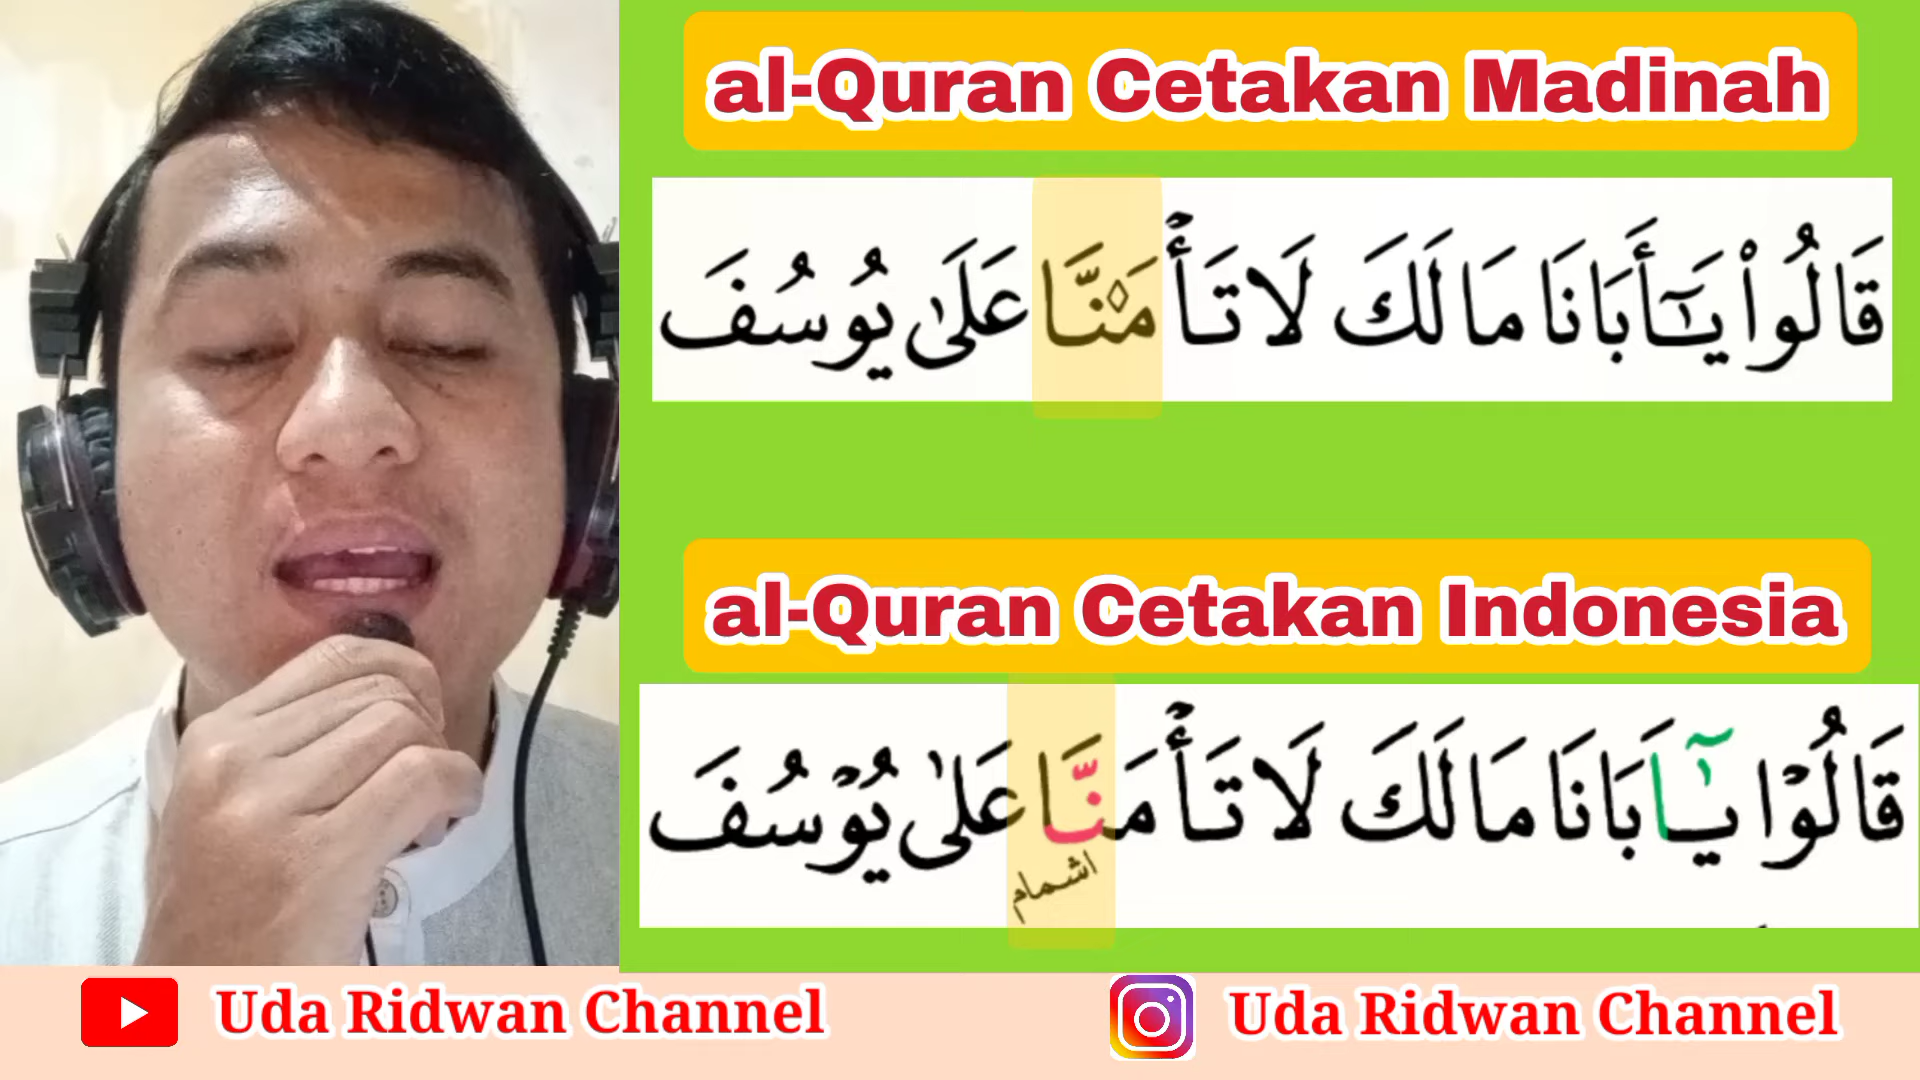 al-Quran Cetakan Madinah
قَالُوا۟ يَـٰٓأَبَانَا مَا لَكَ لَا تَأْمَ۫نَّا عَلَىٰ يُوسُفَ
al-Quran Cetakan Indonesia
قَالُوْا يٰٓاَبَانَا مَا لَكَ لَا تَأْمَنَّا عَلٰى يُوْسُفَ
اشمام
Uda Ridwan Channel
Uda Ridwan Channel